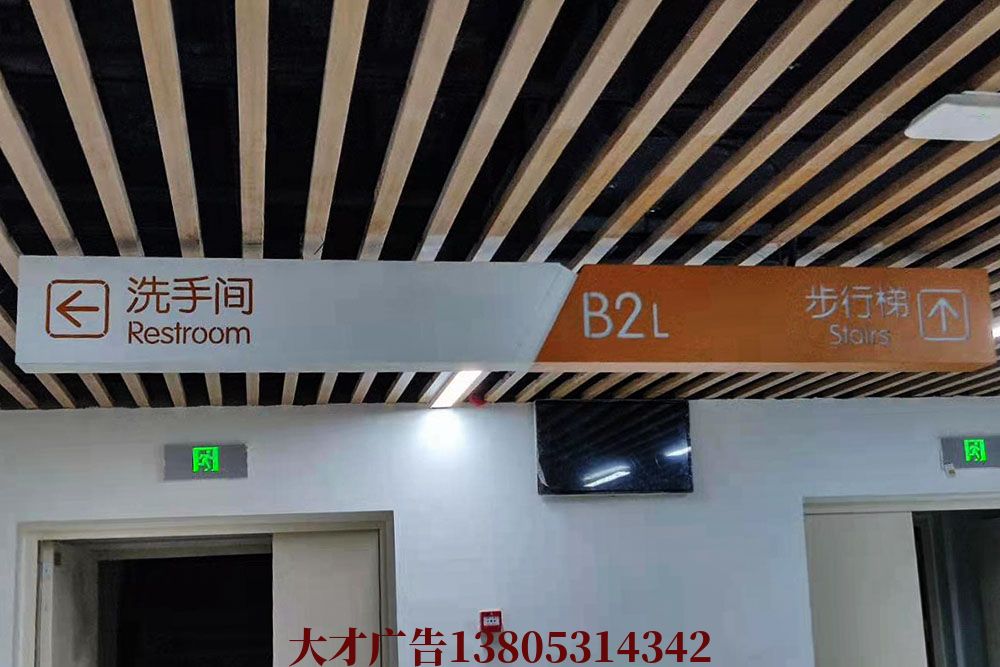 洗手间
Restroom
B2L
步行梯
Stairs
大才广告13805314342